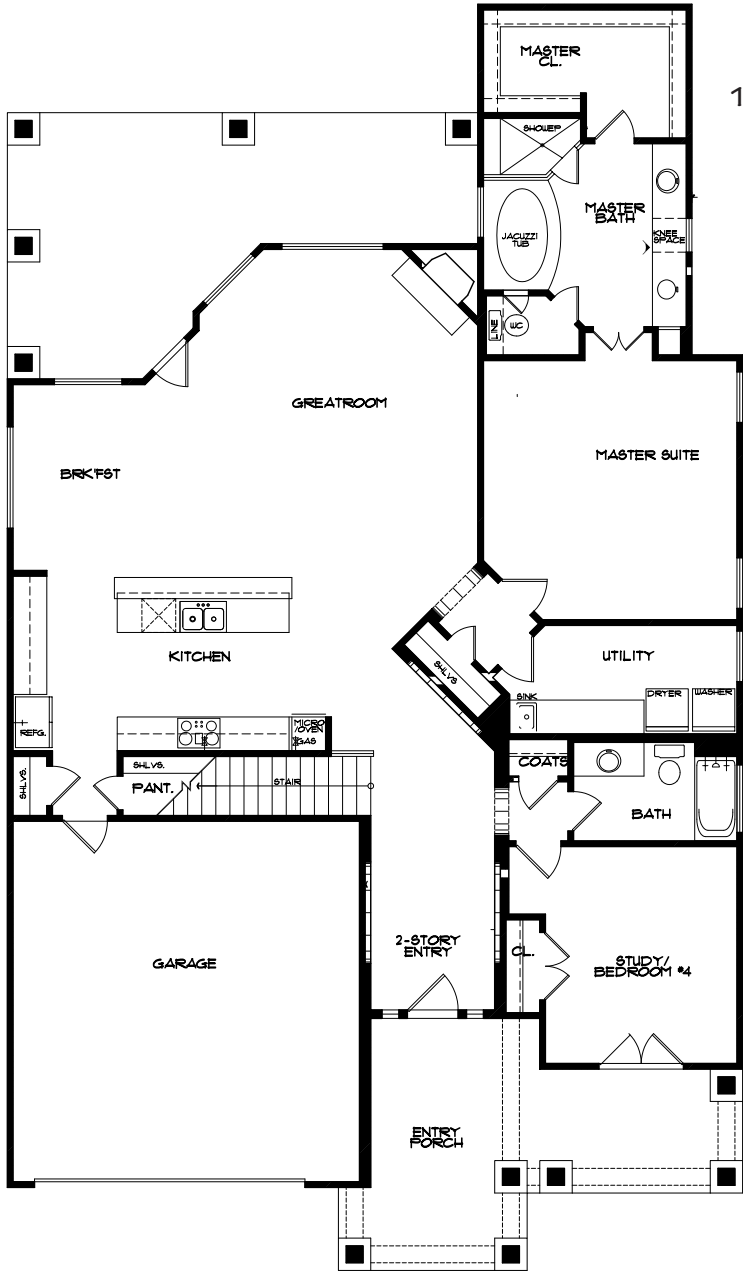 MASTER
CL.
1
SHOWER
MASTER
BATH
JACUZZI
TUB
KNEE
SPACE
LINE
WC
GREATROOM
MASTER SUITE
BRK'FST
KITCHEN
UTILITY
SHLVS
SINK
DRYER
WASHER
REFG.
MICRO
/OVEN
GAS
COATS
SHLVS.
SHLVS.
PANT.
STAIR
BATH
2-STORY
ENTRY
CL.
GARAGE
STUDY/
BEDROOM #4
ENTRY
PORCH